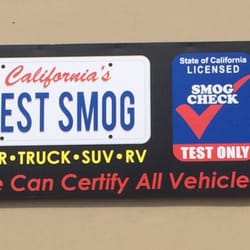 California's
EST SMOG
R•TRUCK•SUV•RV
e Can Certify All Vehicle
State of California
LICENSED
SMOG
CHECK
TEST ONLY